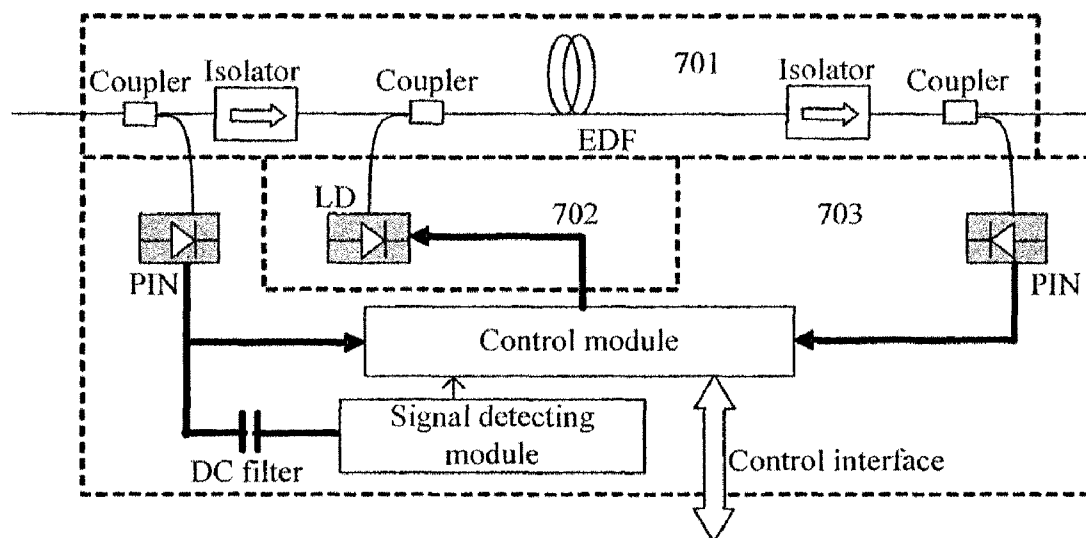 Coupler
Isolator
Coupler
701
Isolator
Coupler
EDF
LD
702
703
PIN
PIN
Control module
Signal detecting
module
DC filter
Control interface